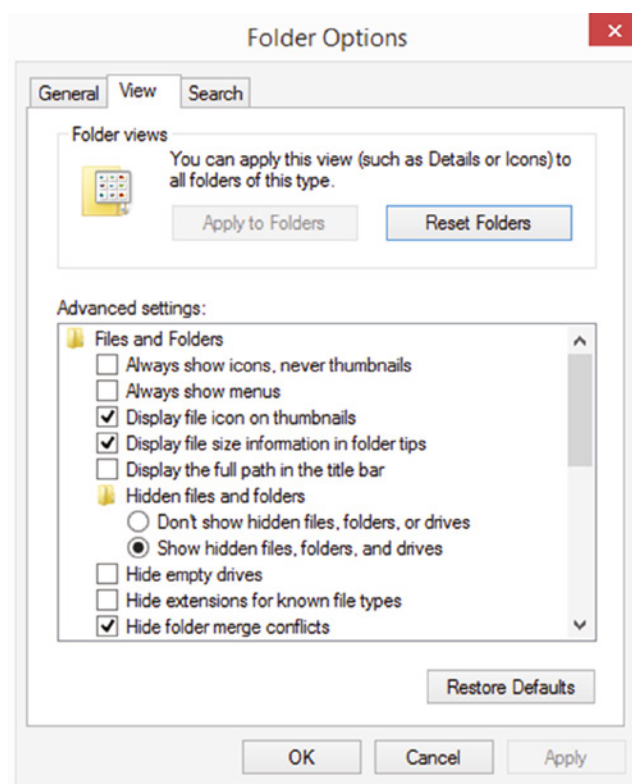 Folder Options
General View Search
Folder views
You can apply this view (such as Details or Icons) to
all folders of this type.
Apply to Folders Reset Folders
Advanced settings:
Files and Folders
Always show icons, never thumbnails
Always show menus
Display file icon on thumbnails
Display file size information in folder tips
Display the full path in the title bar
Hidden files and folders
Don't show hidden files, folders, or drives
Show hidden files, folders, and drives
Hide empty drives
Hide extensions for known file types
Hide folder merge conflicts
Restore Defaults
OK Cancel Apply